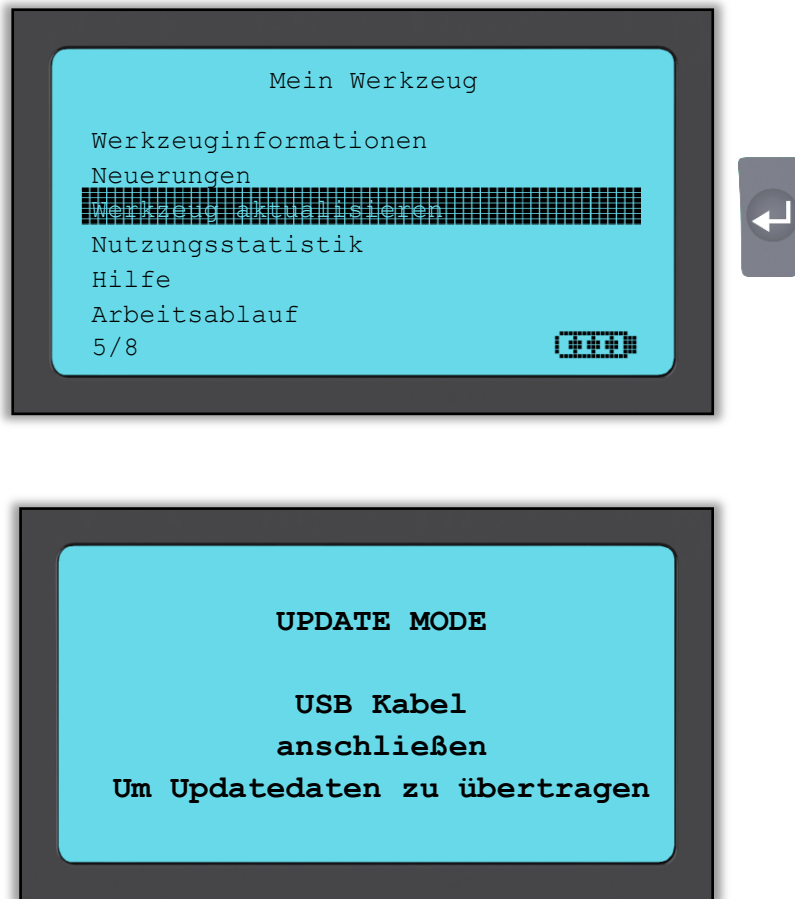 Mein Werkzeug
Werkzeuginformationen
Neuerungen
Werkzeug aktualisieren
Nutzungsstatistik
Hilfe
Arbeitsablauf
5/8
UPDATE MODE
USB Kabel
anschließen
Um Updatedaten zu übertragen